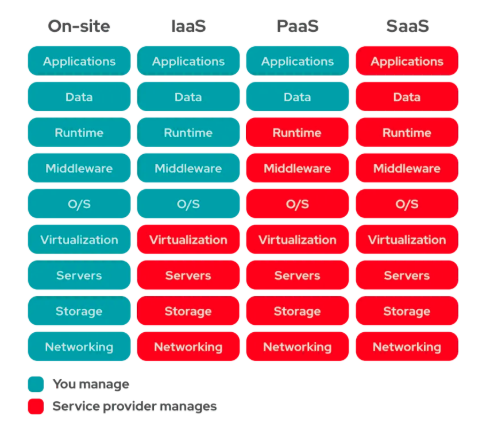 On-site IaaS PaaS SaaS
Applications Applications Applications Applications
Data Data Data Data
Runtime Runtime Runtime Runtime
Middleware Middleware Middleware Middleware
O/S O/S O/S O/S
Virtualization Virtualization Virtualization Virtualization
Servers Servers Servers Servers
Storage Storage Storage Storage
Networking Networking Networking Networking
You manage
Service provider manages